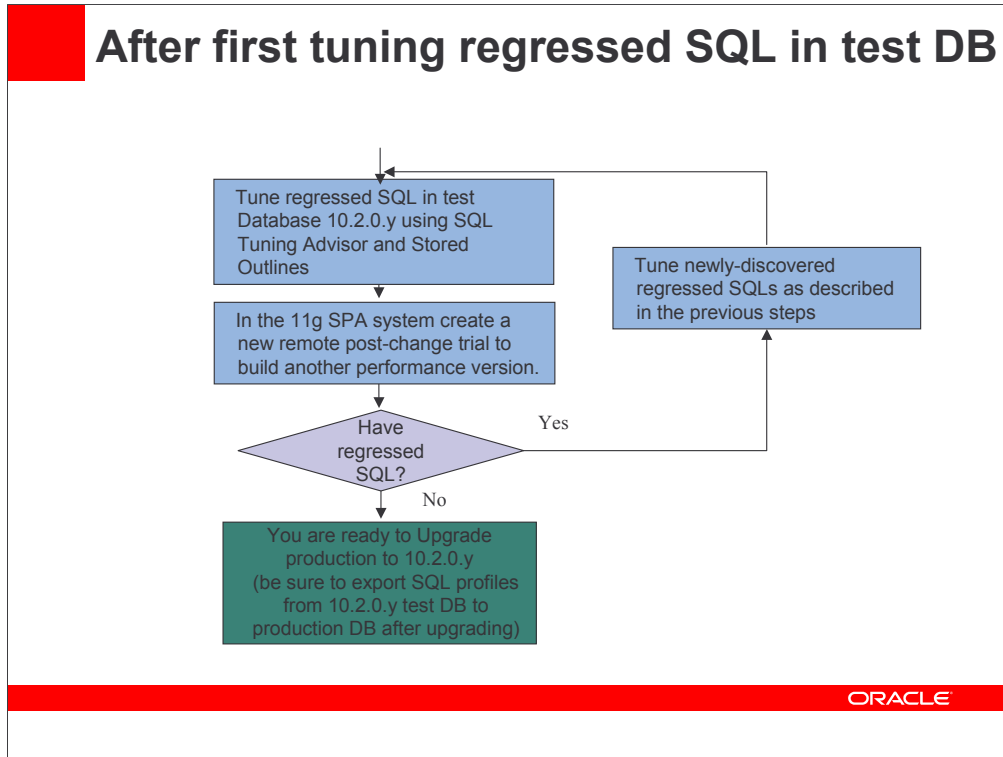 After first tuning regressed SQL in test DB
Tune regressed SQL in test
Database 10.2.0.y using SQL
Tuning Advisor and Stored
Outlines
In the 11g SPA system create a
new remote post-change trial to
build another performance version.
Have
regressed
SQL?
Yes
Tune newly-discovered
regressed SQLs as described
in the previous steps
No
You are ready to Upgrade
production to 10.2.0.y
(be sure to export SQL profiles
from 10.2.0.y test DB to
production DB after upgrading)
ORACLE